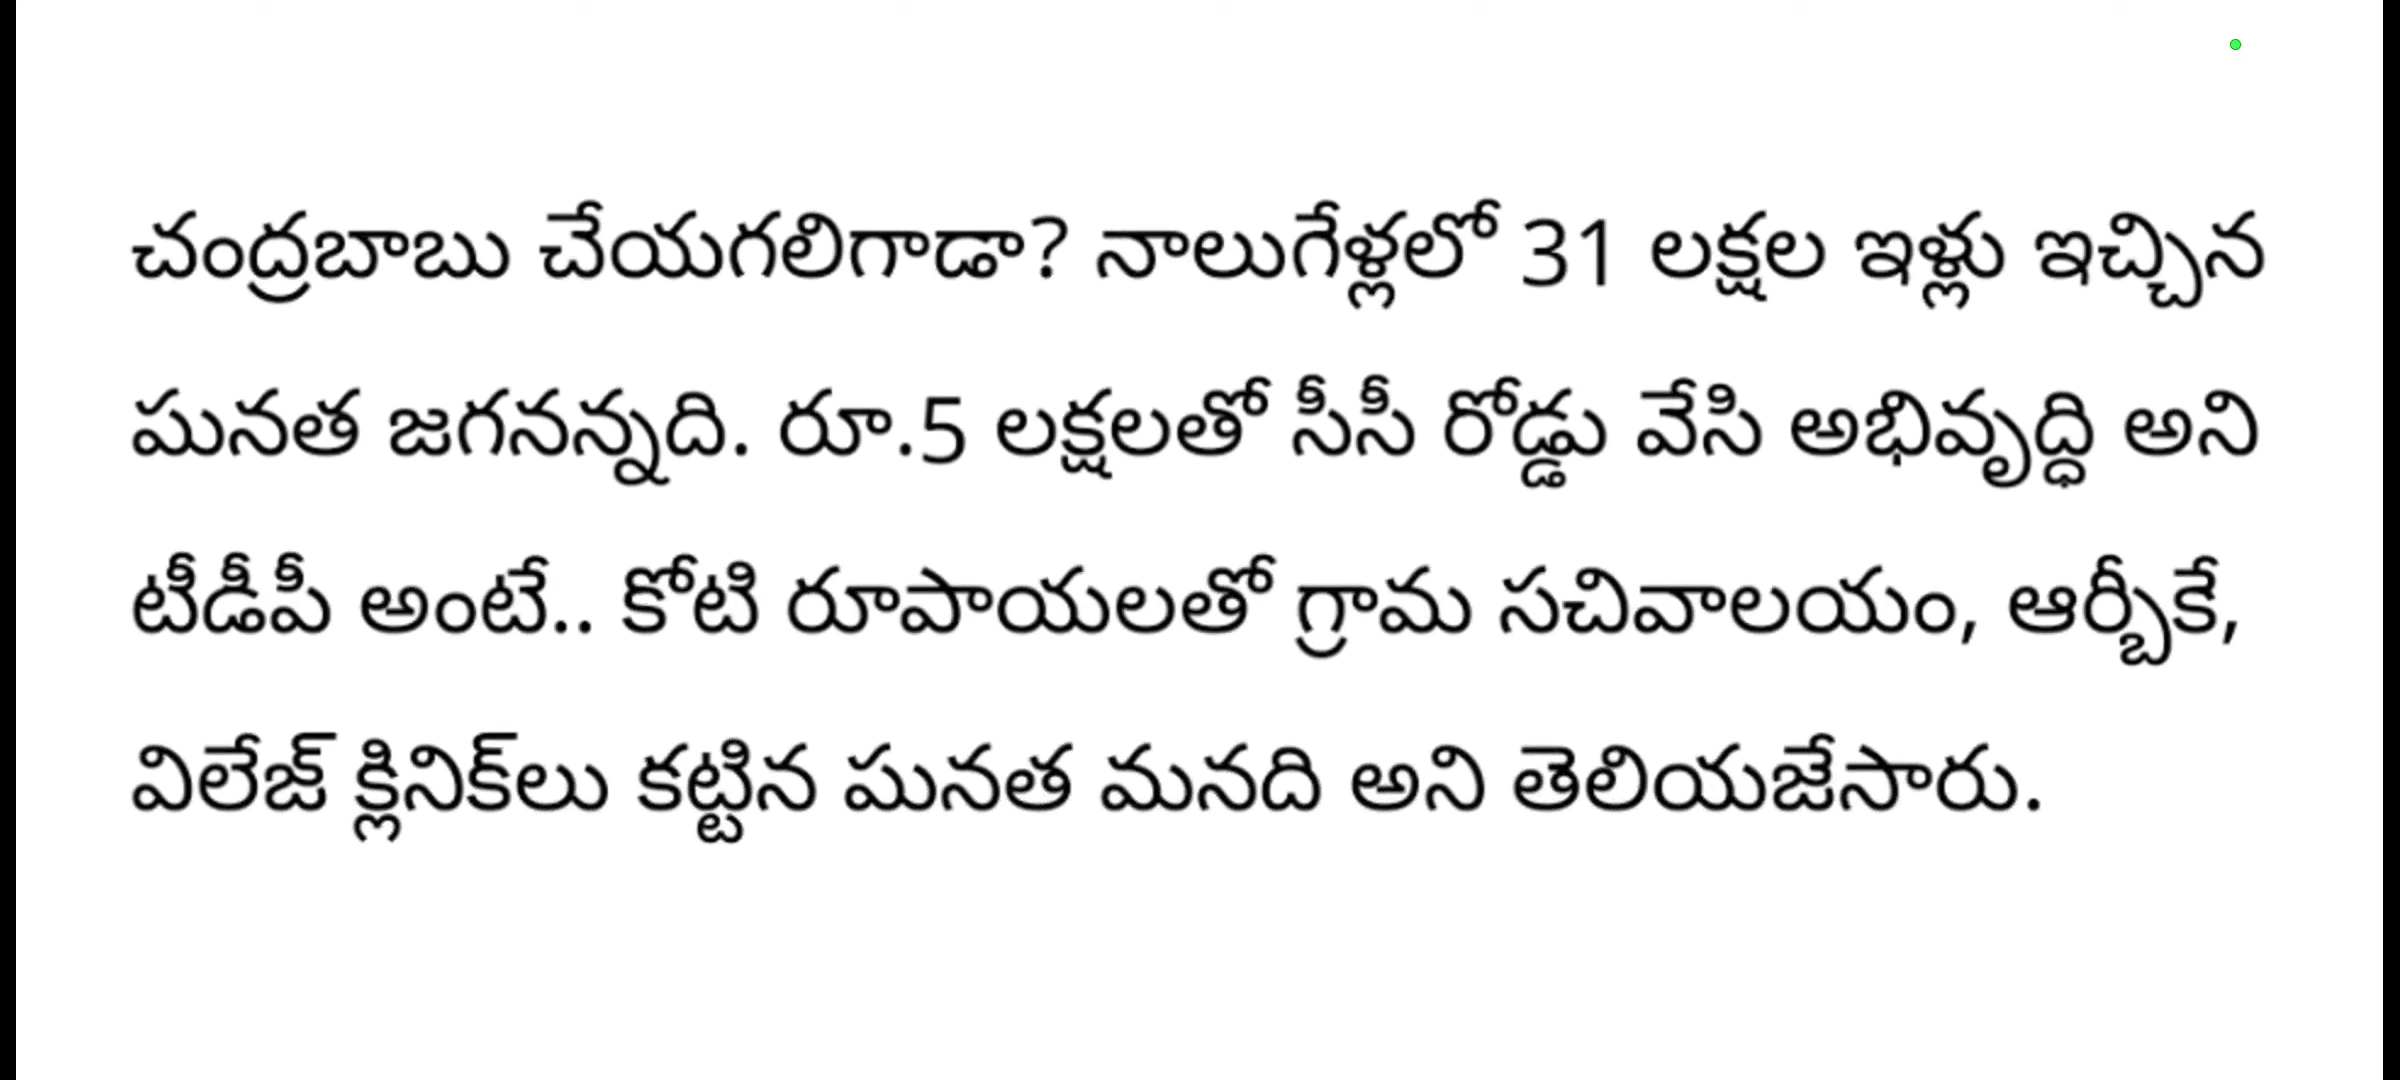 చంద్రబాబు చేయగలిగాడా? నాలుగేళ్లలో 31 లక్షల ఇళ్లు ఇచ్చిన
ఘనత జగనన్నది. రూ.5 లక్షలతో సీసీ రోడ్డు వేసి అభివృద్ధి అని
టీడీపీ అంటే.. కోటి రూపాయలతో గ్రామ సచివాలయం, ఆర్బీకే,
విలేజ్ క్లినిక్‌లు కట్టిన ఘనత మనది అని తెలియజేసారు.